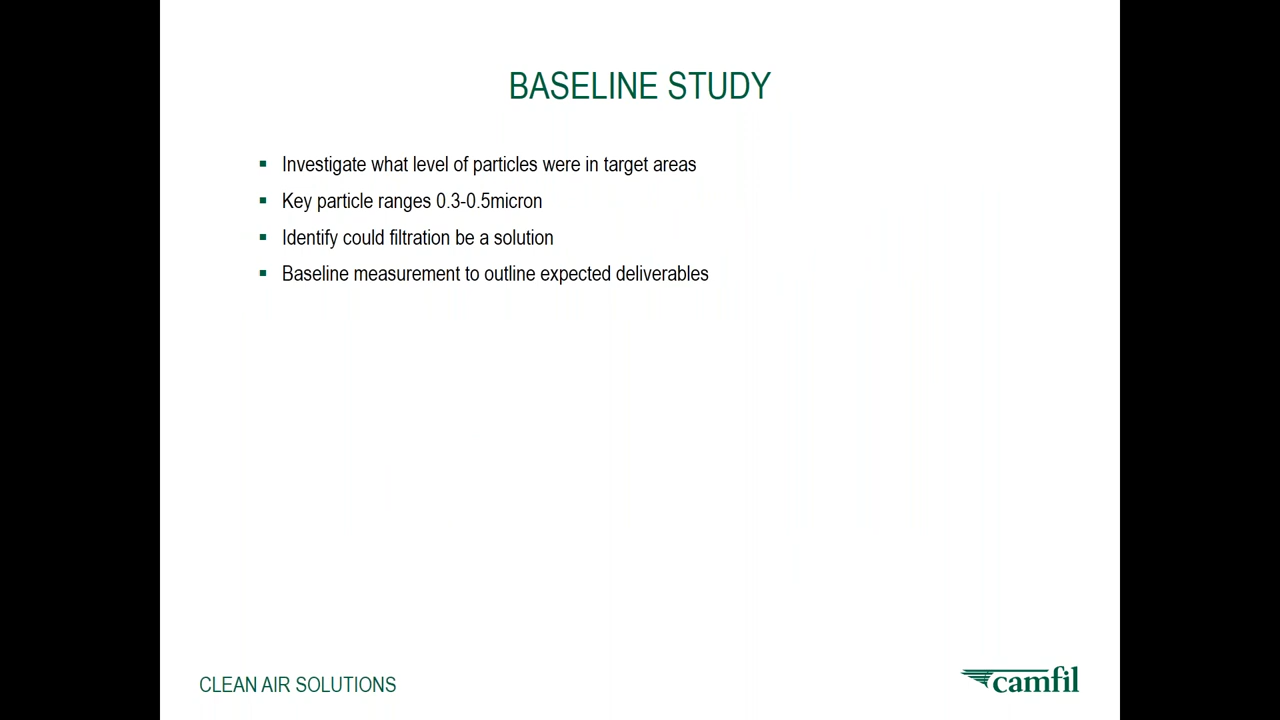 BASELINE STUDY
Investigate what level of particles were in target areas
Key particle ranges 0.3-0.5micron
Identify could filtration be a solution
Baseline measurement to outline expected deliverables
CLEAN AIR SOLUTIONS
camfil